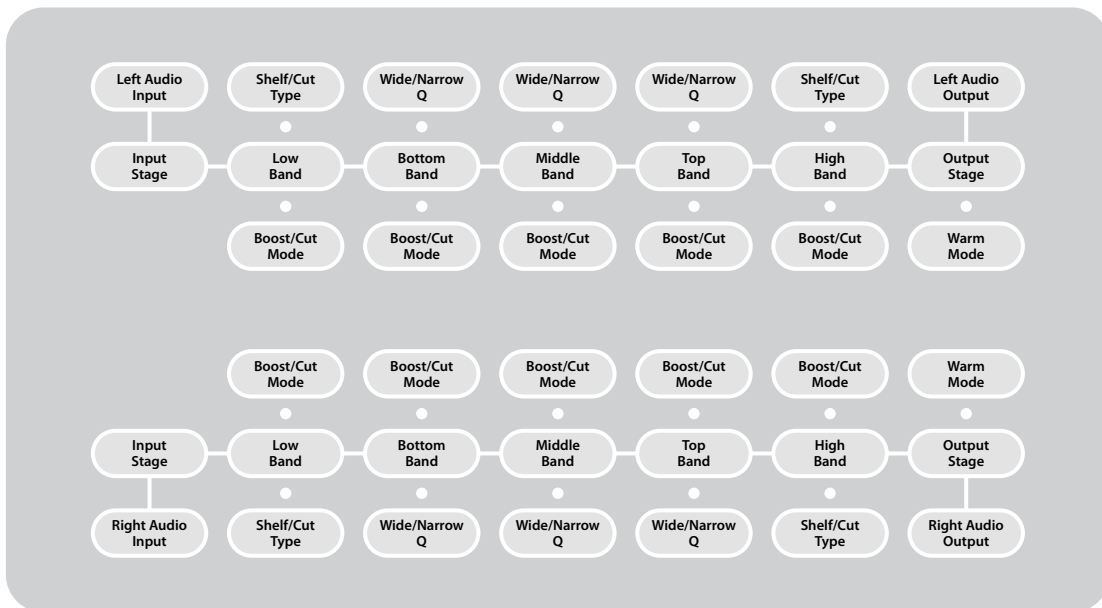 Left Audio
Input
Shelf/Cut
Type
Wide/Narrow
Q
Wide/Narrow
Q
Wide/Narrow
Q
Shelf/Cut
Type
Left Audio
Output
Input
Stage
Low
Band
Bottom
Band
Middle
Band
Top
Band
High
Band
Output
Stage
Boost/Cut
Mode
Boost/Cut
Mode
Boost/Cut
Mode
Boost/Cut
Mode
Boost/Cut
Mode
Warm
Mode
Boost/Cut
Mode
Boost/Cut
Mode
Boost/Cut
Mode
Boost/Cut
Mode
Boost/Cut
Mode
Warm
Mode
Input
Stage
Low
Band
Bottom
Band
Middle
Band
Top
Band
High
Band
Output
Stage
Right Audio
Input
Shelf/Cut
Type
Wide/Narrow
Q
Wide/Narrow
Q
Wide/Narrow
Q
Shelf/Cut
Type
Right Audio
Output